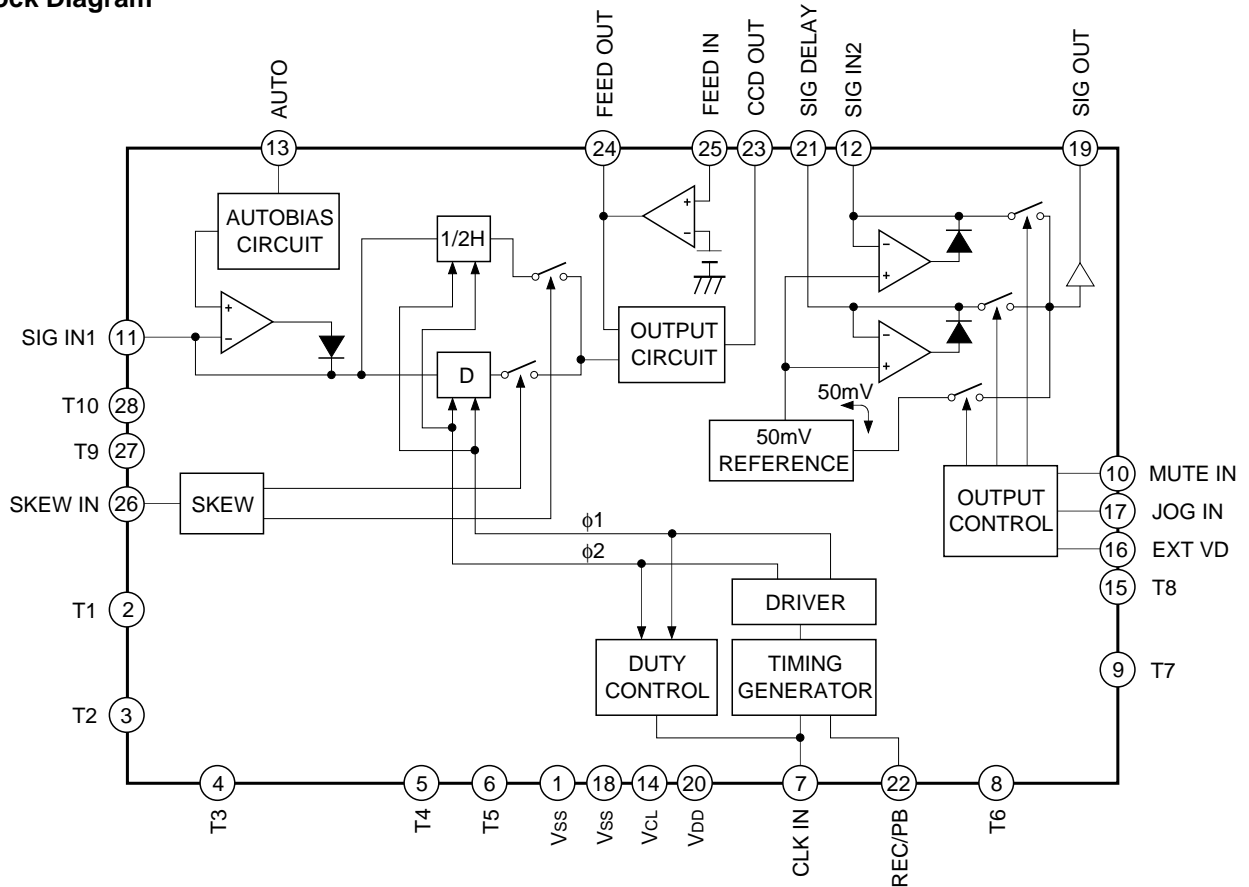 ock Diagram
AUTO
FEED OUT
FEED IN
CCD OUT
SIG DELAY
SIG IN2
SIG OUT
13
24
25
23
21
12
19
AUTOBIAS
CIRCUIT
1/2H
+
−
−
+
+
−
SIG IN1
11
OUTPUT
CIRCUIT
−
+
D
T10
28
50mV
50mV
REFERENCE
T9
27
SKEW IN
26
SKEW
OUTPUT
CONTROL
10
MUTE IN
17
JOG IN
16
EXT VD
ϕ1
ϕ2
15
T8
DRIVER
T1
2
DUTY
CONTROL
TIMING
GENERATOR
9
T7
T2
3
4
5
6
1
18
14
20
7
22
8
T3
T4
T5
VSS
VSS
VCL
VDD
CLK IN
REC/PB
T6